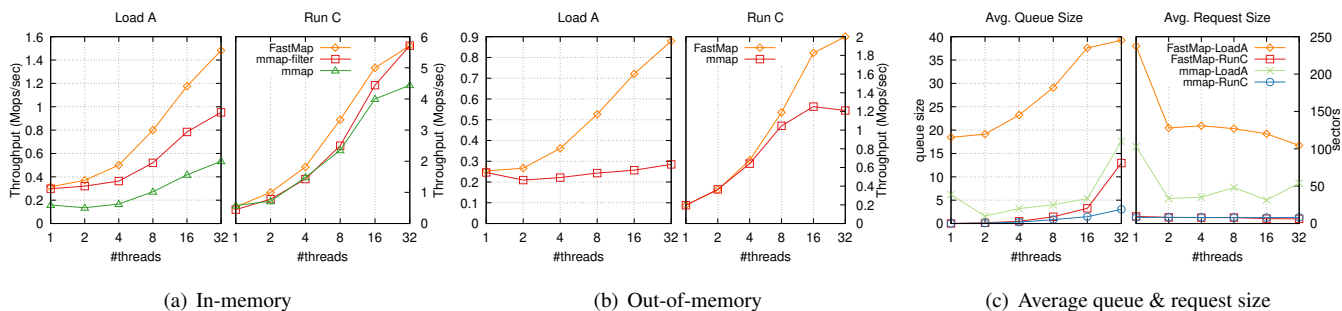 Load A
Run C
Throughput (Mops/sec)
1.6
1.4
1.2
1
0.8
0.6
0.4
0.2
0
1 2 4 8 16 32
#threads
FastMap
mmap-filter
mmap
6
5
4
3
2
1
0
1 2 4 8 16 32
#threads
(a) In-memory
Load A
Run C
Throughput (Mops/sec)
0.9
0.8
0.7
0.6
0.5
0.4
0.3
0.2
0.1
0
1 2 4 8 16 32
#threads
Throughput (Mops/sec)
FastMap
mmap
2
1.8
1.6
1.4
1.2
1
0.8
0.6
0.4
0.2
0
1 2 4 8 16 32
#threads
(b) Out-of-memory
Throughput (Mops/sec)
Avg. Queue Size
Avg. Request Size
queue size
40
35
30
25
20
15
10
5
0
1 2 4 8 16 32
#threads
FastMap-LoadA
FastMap-RunC
mmap-LoadA
mmap-RunC
250
200
150
100
50
0
sectors
1 2 4 8 16 32
#threads
(c) Average queue & request size